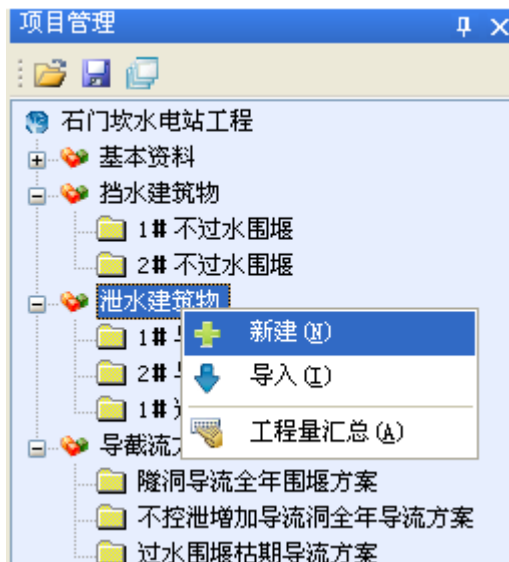 项目管理
石门坎水电站工程
基本资料
挡水建筑物
1# 不过水围堰
2# 不过水围堰
泄水建筑物
1#
新建(N)
2#
导入(I)
1#
工程量汇总(A)
导截流
隧洞导流全年围堰方案
不控泄增加导流洞全年导流方案
过水围堰枯期导流方案